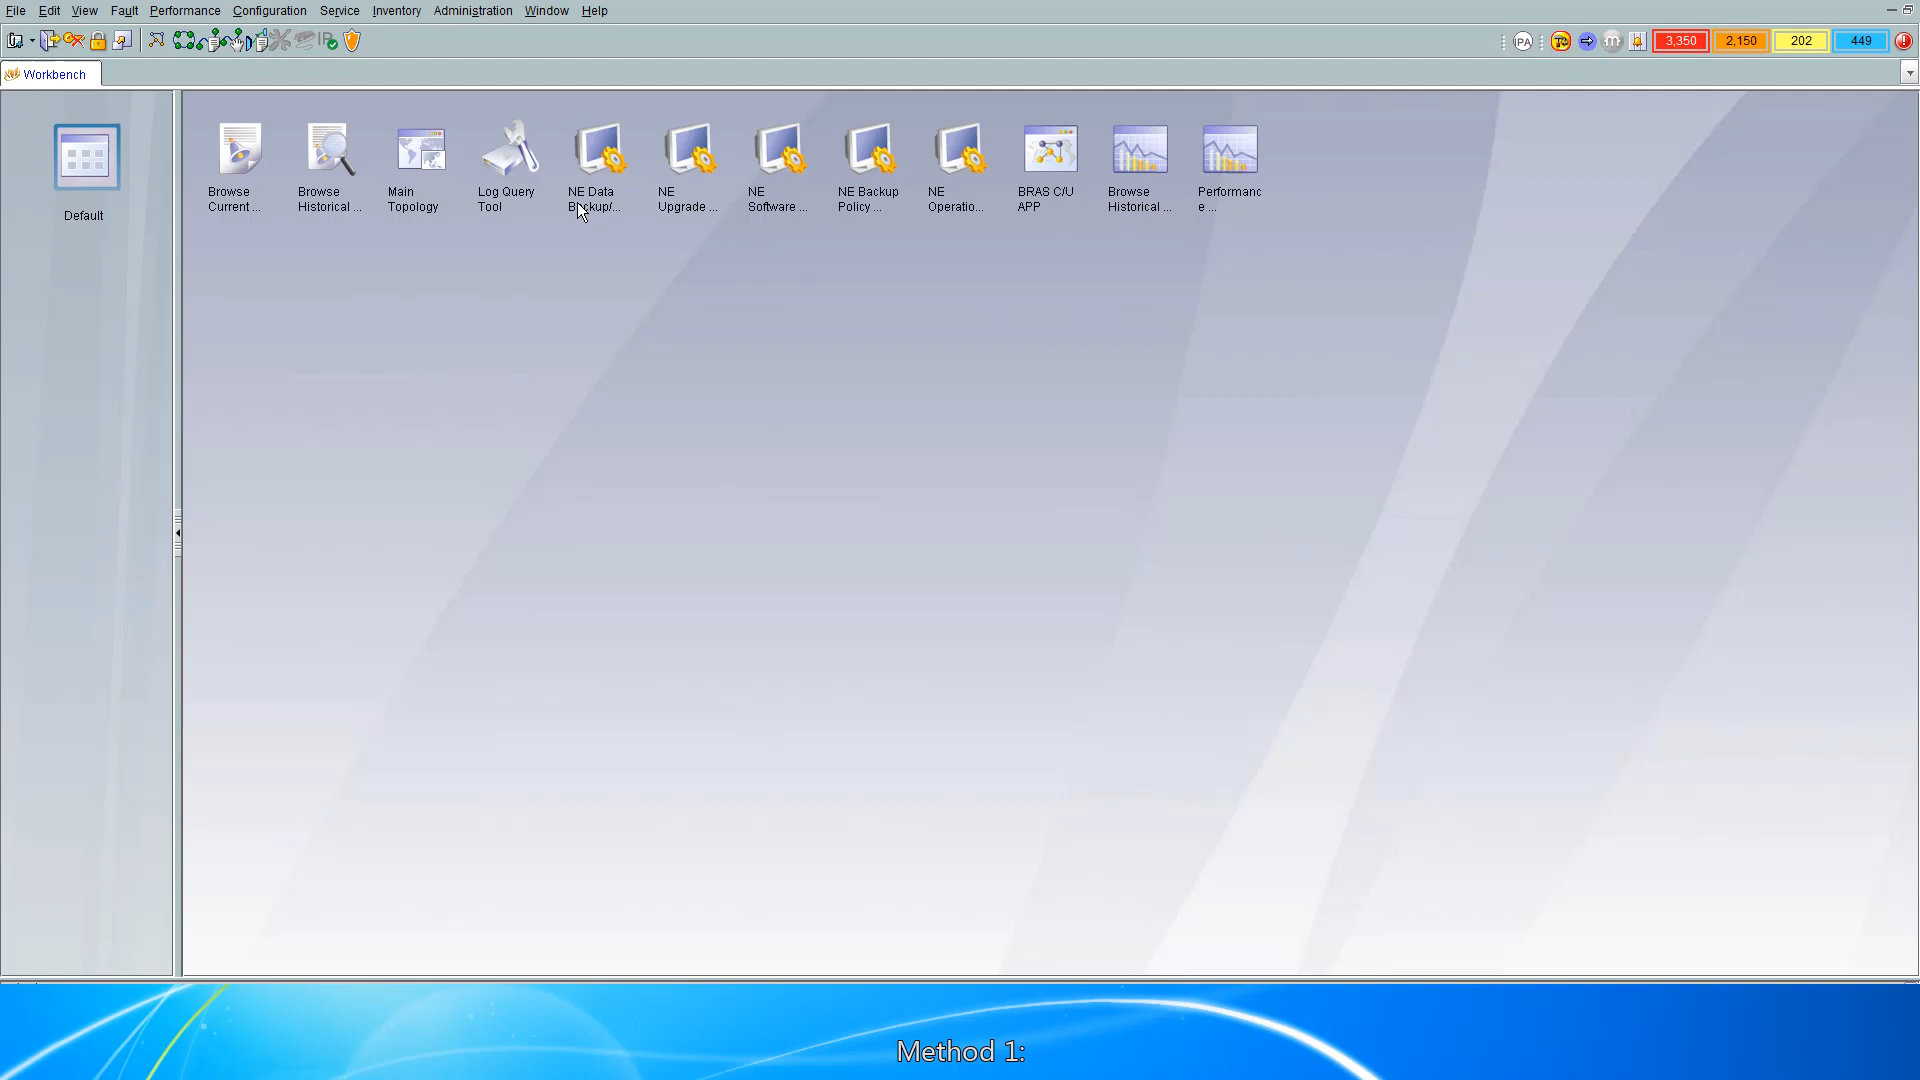 File Edit View Fault Performance Configuration Service Inventory Administration Window Help
PA m 3,350 2,150 202 449
Workbench
Default
Browse
Current ...
Browse
Historical ...
Main
Topology
Log Query
Tool
NE Data
Backup/...
NE
Upgrade ...
NE
Software ...
NE Backup
Policy ...
NE
Operatio...
BRAS C/U
APP
Browse
Historical ...
Performanc
e ...
Method 1: